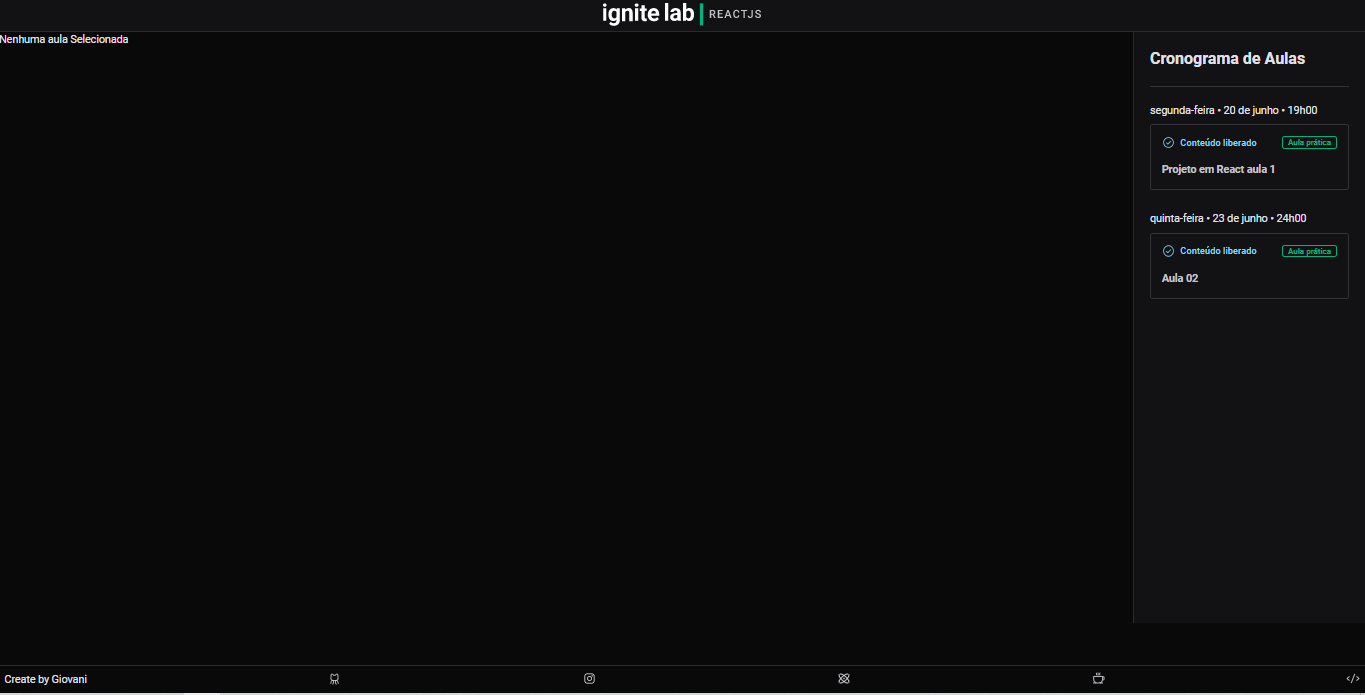 ignite lab | REACTJS
Nenhuma aula Selecionada
Cronograma de Aulas
segunda-feira • 20 de junho • 19h00
Conteúdo liberado Aula prática
Projeto em React aula 1
quinta-feira • 23 de junho • 24h00
Conteúdo liberado Aula prática
Aula 02
Create by Giovani